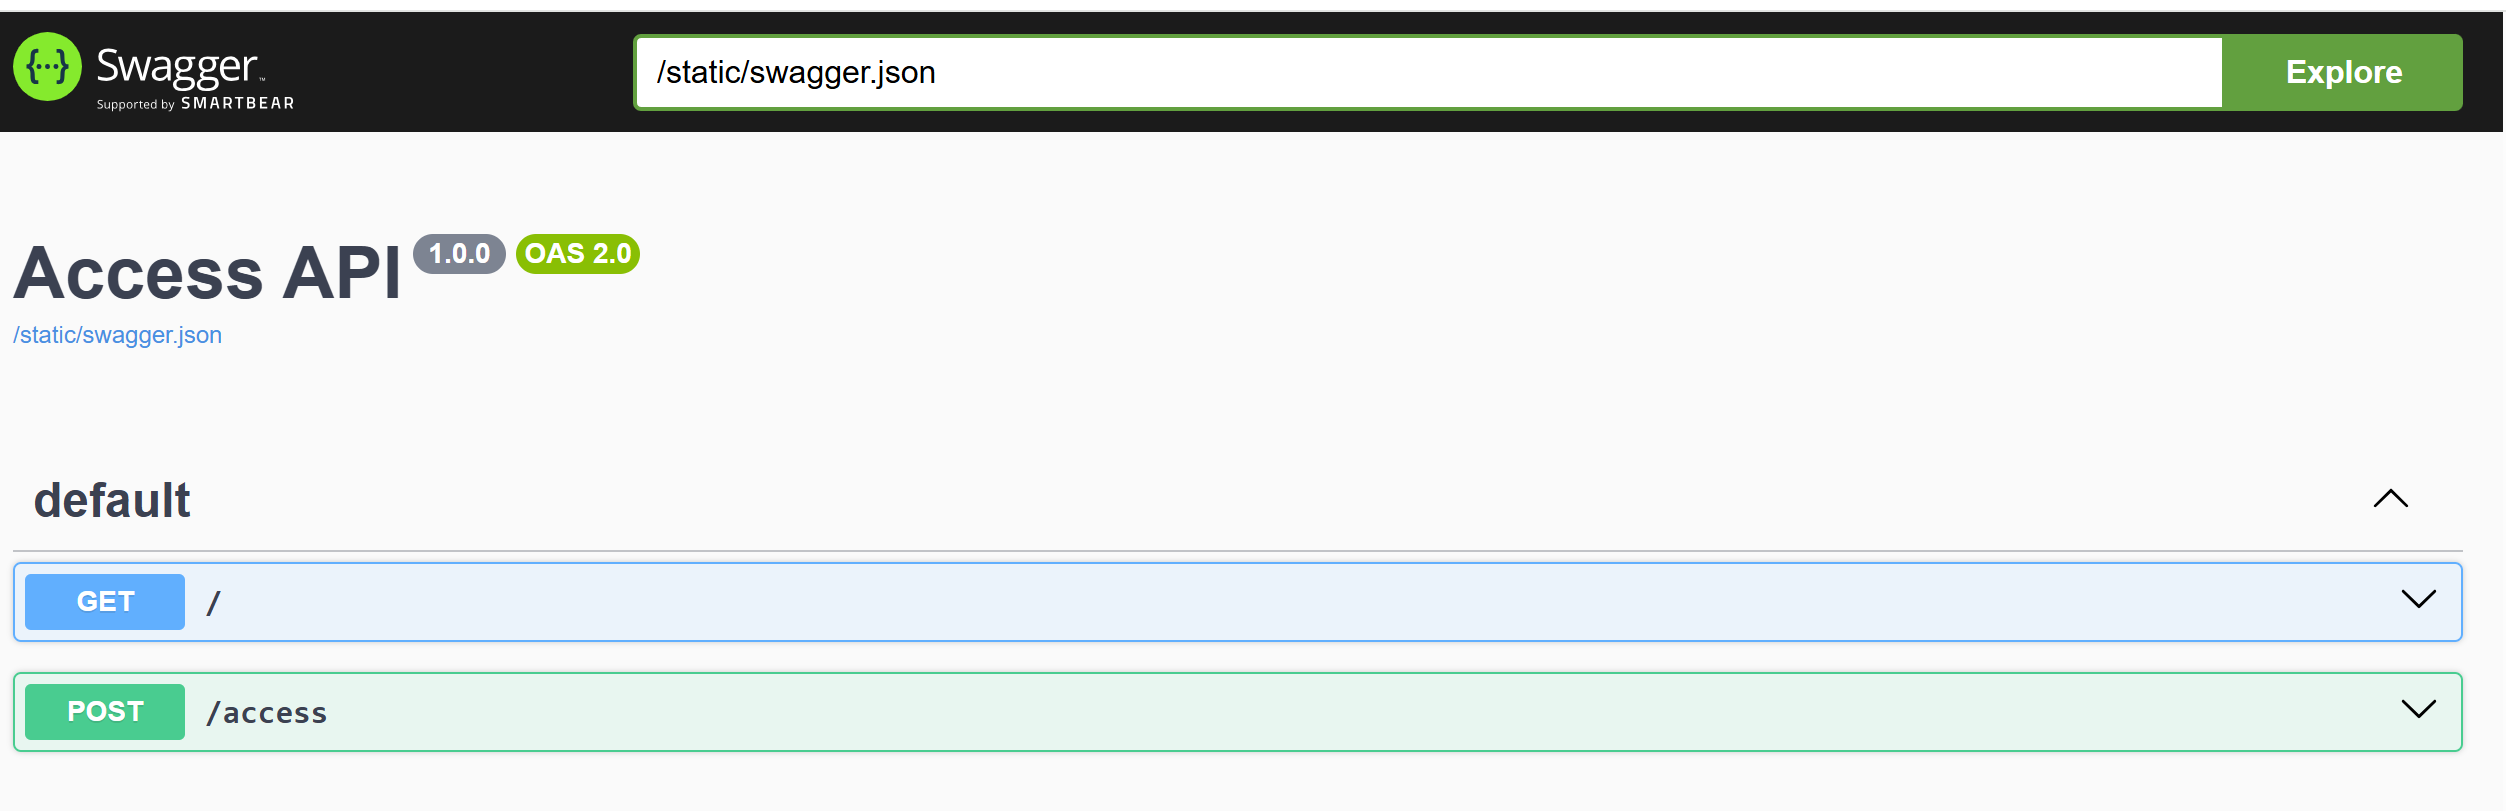 {···} Swagger™
Supported by SMARTBEAR
/static/swagger.json
Explore
Access API 1.0.0 OAS 2.0
/static/swagger.json
default
GET /
POST /access